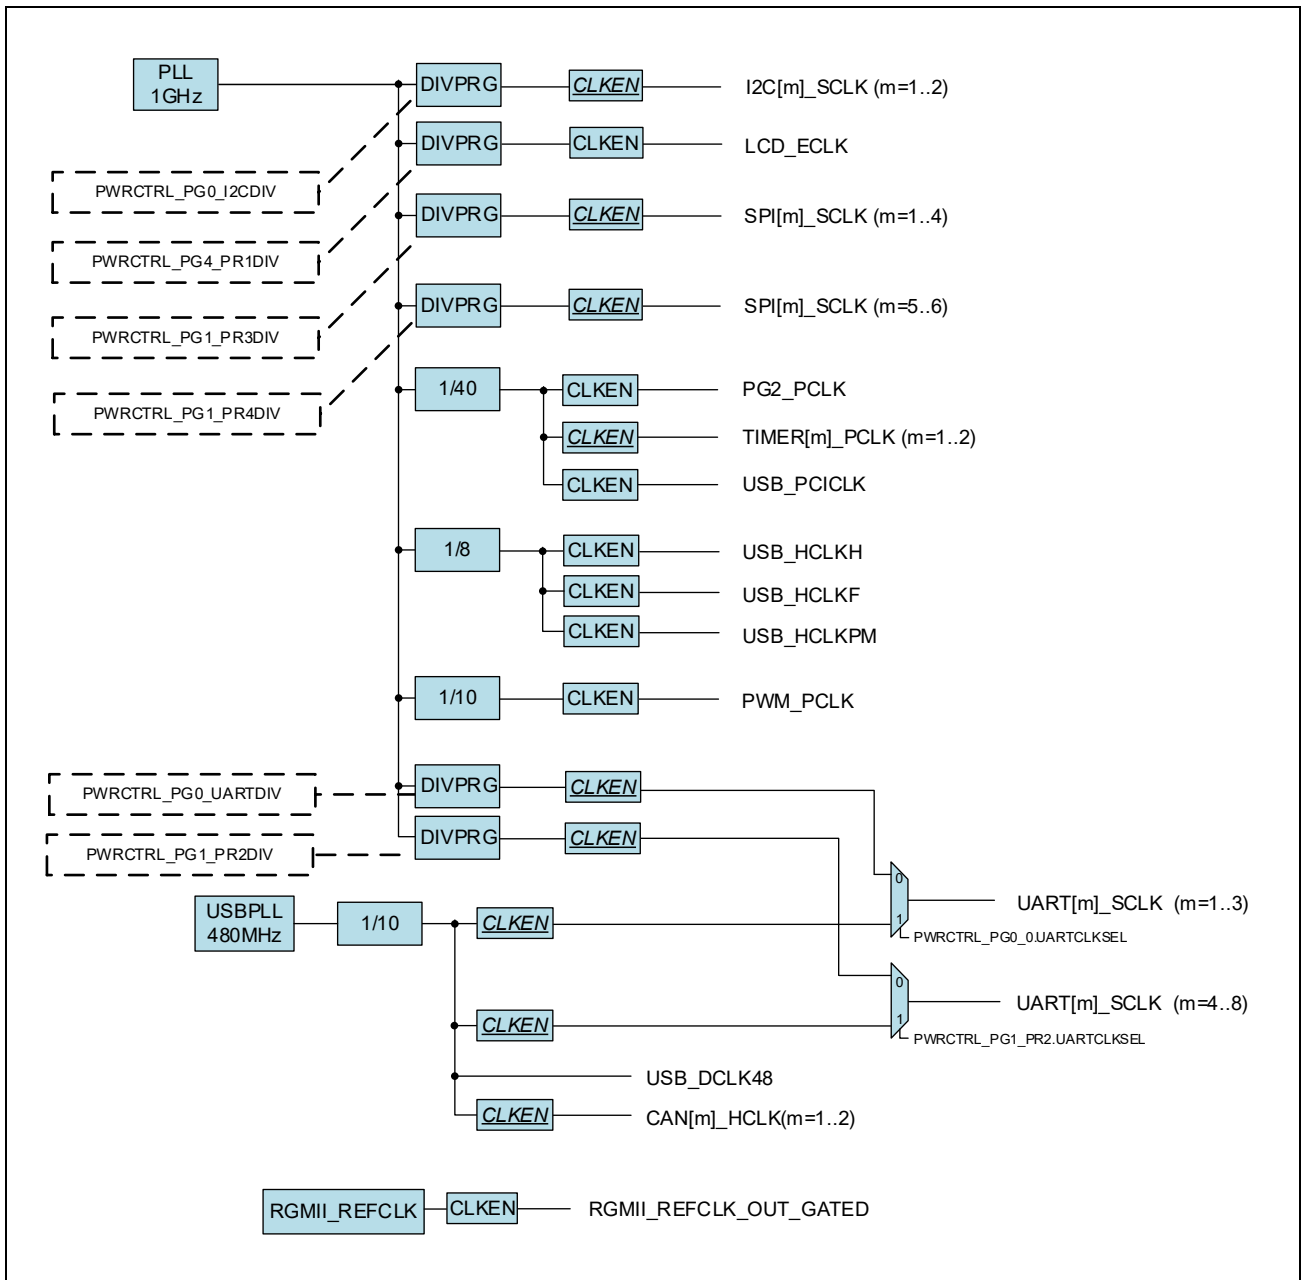 PLL
1GHz
DIVPRG
CLKEN
I2C[m]_SCLK (m=1..2)
DIVPRG
CLKEN
LCD_ECLK
PWRCTRL_PG0_I2CDIV
DIVPRG
CLKEN
SPI[m]_SCLK (m=1..4)
PWRCTRL_PG4_PR1DIV
DIVPRG
CLKEN
SPI[m]_SCLK (m=5..6)
PWRCTRL_PG1_PR3DIV
1/40
CLKEN
PG2_PCLK
PWRCTRL_PG1_PR4DIV
CLKEN
TIMER[m]_PCLK (m=1..2)
CLKEN
USB_PCICLK
1/8
CLKEN
USB_HCLKH
CLKEN
USB_HCLKF
CLKEN
USB_HCLKPM
1/10
CLKEN
PWM_PCLK
PWRCTRL_PG0_UARTDIV
DIVPRG
CLKEN
PWRCTRL_PG1_PR2DIV
DIVPRG
CLKEN
0
1
UART[m]_SCLK (m=1..3)
PWRCTRL_PG0_0.UARTCLKSEL
USBPLL
480MHz
1/10
CLKEN
0
1
UART[m]_SCLK (m=4..8)
PWRCTRL_PG1_PR2.UARTCLKSEL
CLKEN
USB_DCLK48
CLKEN
CAN[m]_HCLK(m=1..2)
RGMII_REFCLK
CLKEN
RGMII_REFCLK_OUT_GATED